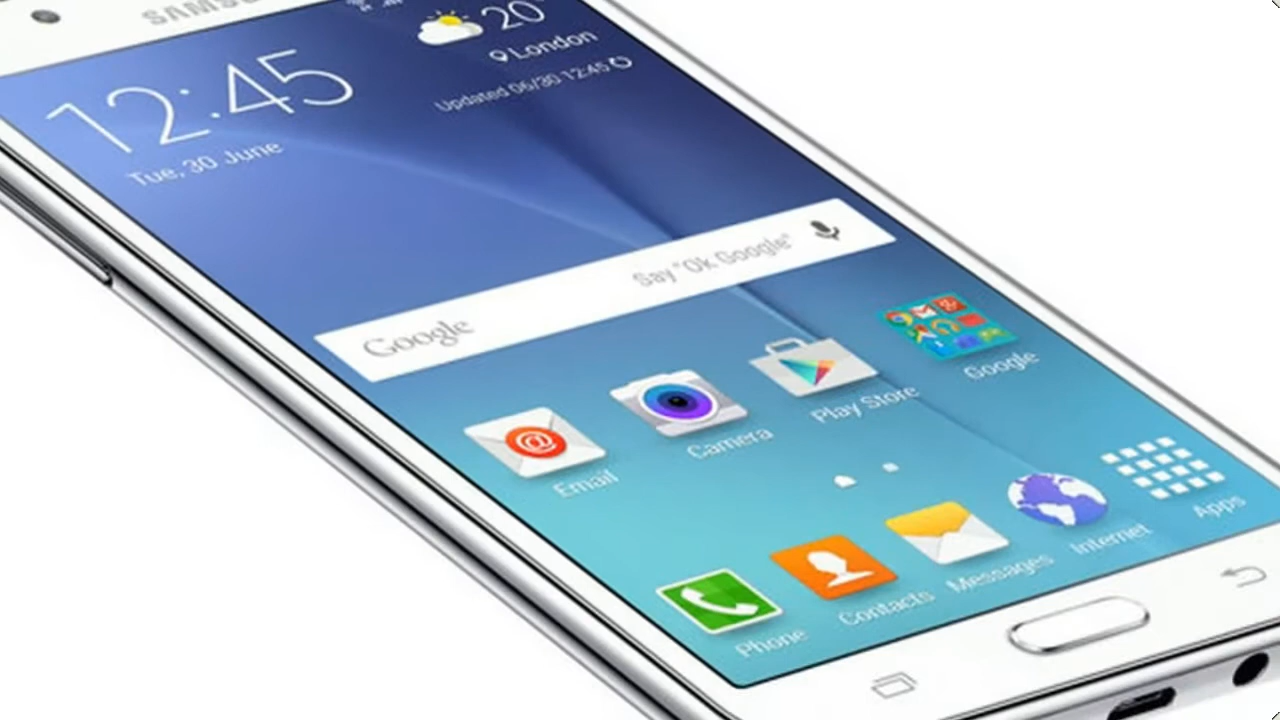 SAMSUNG
12:45
Tue, 30 June
20°
London
Updated 06/30 12:45
Google
Say "Ok Google"
Email
Camera
Play Store
Google
Phone
Contacts
Messages
Internet
Apps